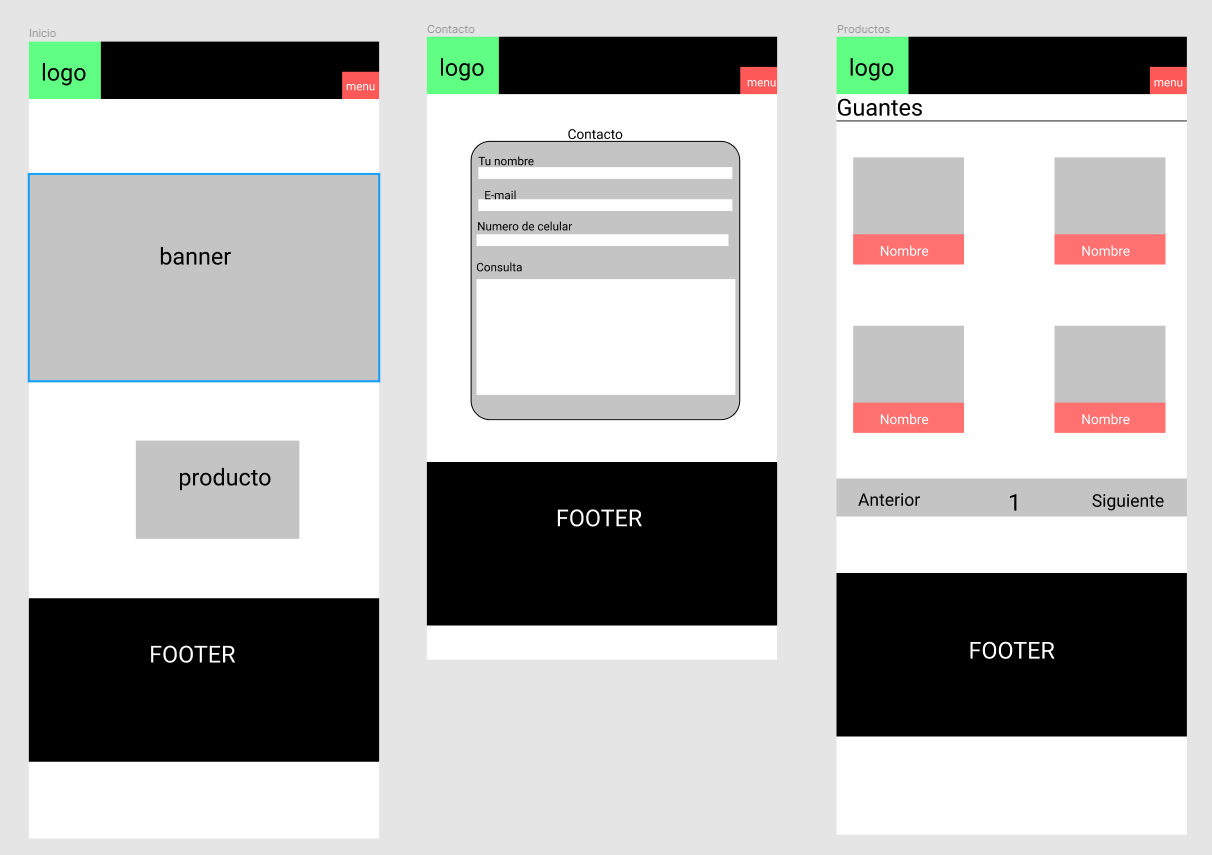 Inicio
logo
menu
banner
producto
FOOTER
Contacto
logo
menu
Contacto
Tu nombre
E-mail
Numero de celular
Consulta
FOOTER
Productos
logo
menu
Guantes
Nombre
Nombre
Nombre
Nombre
Anterior 1 Siguiente
FOOTER